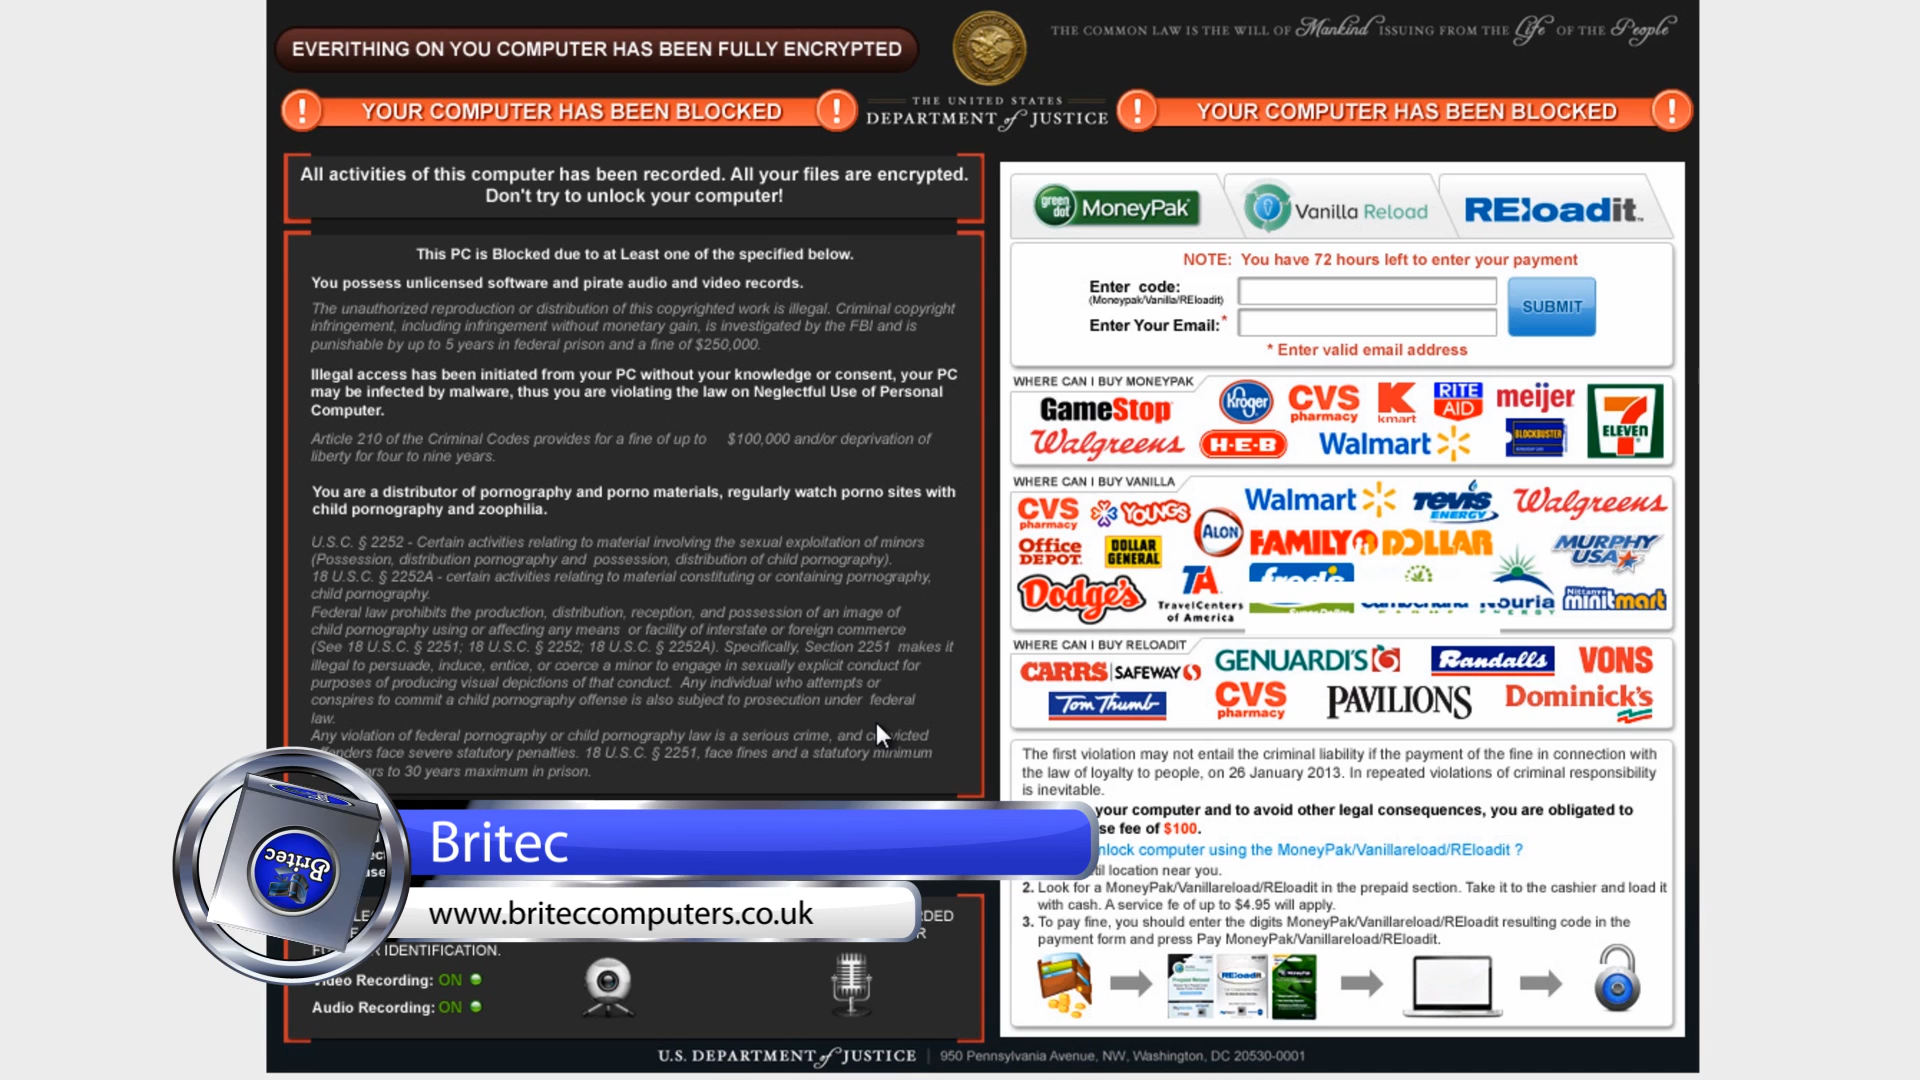 EVERITHING ON YOU COMPUTER HAS BEEN FULLY ENCRYPTED
THE COMMON LAW IS THE WILL OF Mankind ISSUING FROM THE Life OF THE People
YOUR COMPUTER HAS BEEN BLOCKED
THE UNITED STATES
DEPARTMENT of JUSTICE
YOUR COMPUTER HAS BEEN BLOCKED
All activities of this computer has been recorded. All your files are encrypted.
Don't try to unlock your computer!
This PC is Blocked due to at Least one of the specified below.
You possess unlicensed software and pirate audio and video records.
The unauthorized reproduction or distribution of this copyrighted work is illegal. Criminal copyright
infringement, including infringement without monetary gain, is investigated by the FBI and is
punishable by up to 5 years in federal prison and a fine of $250,000.
Illegal access has been initiated from your PC without your knowledge or consent, your PC
may be infected by malware, thus you are violating the law on Neglectful Use of Personal
Computer.
Article 210 of the Criminal Codes provides for a fine of up to $100,000 and/or deprivation of
liberty for four to nine years.
You are a distributor of pornography and porno materials, regularly watch porno sites with
child pornography and zoophilia.
U.S.C. § 2252 - Certain activities relating to material involving the sexual exploitation of minors
(Possession, distribution pornography and possession, distribution of child pornography).
18 U.S.C. § 2252A - certain activities relating to material constituting or containing pornography,
child pornography.
Federal law prohibits the production, distribution, reception, and possession of an image of
child pornography using or affecting any means or facility of interstate or foreign commerce
(See 18 U.S.C. § 2251; 18 U.S.C. § 2252; 18 U.S.C. § 2252A). Specifically, Section 2251 makes it
illegal to persuade, induce, entice, or coerce a minor to engage in sexually explicit conduct for
purposes of producing visual depictions of that conduct. Any individual who attempts or
conspires to commit a child pornography offense is also subject to prosecution under federal
law.
Any violation of federal pornography or child pornography law is a serious crime, and
face severe statutory penalties. 18 U.S.C. § 2251, face fines and a statutory minimum
to 30 years maximum in prison.
Britec
Britec
www.briteccomputers.co.uk
IDENTIFICATION.
Video Recording: ON
Audio Recording: ON
green dot MoneyPak
Vanilla Reload
REloadit
NOTE: You have 72 hours left to enter your payment
Enter code:
(Moneypak/Vanilla/REloadit)
SUBMIT
Enter Your Email:*
* Enter valid email address
WHERE CAN I BUY MONEYPAK
GameStop Kroger CVS pharmacy K kmart RITE AID meijer 7 ELEVEN
Walgreens H-E-B Walmart BLOCKBUSTER
WHERE CAN I BUY VANILLA
CVS pharmacy YOUNGS ALON Walmart TEVIS ENERGY Walgreens
Office DEPOT DOLLAR GENERAL FAMILY DOLLAR MURPHY USA
Dodge's TA TravelCenters of America fred's Nouria Nittany minit mart
WHERE CAN I BUY RELOADIT
CARRS SAFEWAY GENUARDI'S Randalls VONS
Tom Thumb CVS pharmacy PAVILIONS Dominick's
The first violation may not entail the criminal liability if the payment of the fine in connection with
the law of loyalty to people, on 26 January 2013. In repeated violations of criminal responsibility
is inevitable.
your computer and to avoid other legal consequences, you are obligated to
fee of $100.
computer using the MoneyPak/Vanillareload/REloadit ?
location near you.
2. Look for a MoneyPak/Vanillareload/REloadit in the prepaid section. Take it to the cashier and load it
with cash. A service fe of up to $4.95 will apply.
3. To pay fine, you should enter the digits MoneyPak/Vanillareload/REloadit resulting code in the
payment form and press Pay MoneyPak/Vanillareload/REloadit.
REloadit
U.S. DEPARTMENT of JUSTICE | 950 Pennsylvania Avenue, NW, Washington, DC 20530-0001